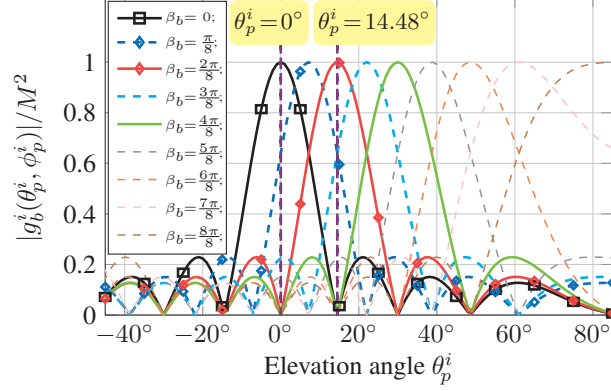 θ_p^i = 0° θ_p^i = 14.48°
β_b = 0;
β_b = π/8;
β_b = 2π/8;
β_b = 3π/8;
β_b = 4π/8;
β_b = 5π/8;
β_b = 6π/8;
β_b = 7π/8;
β_b = 8π/8;
|g_b^i(θ_p^i, ϕ_p^i)|/M²
1
0.8
0.6
0.4
0.2
0
−40° −20° 0° 20° 40° 60° 80°
Elevation angle θ_p^i